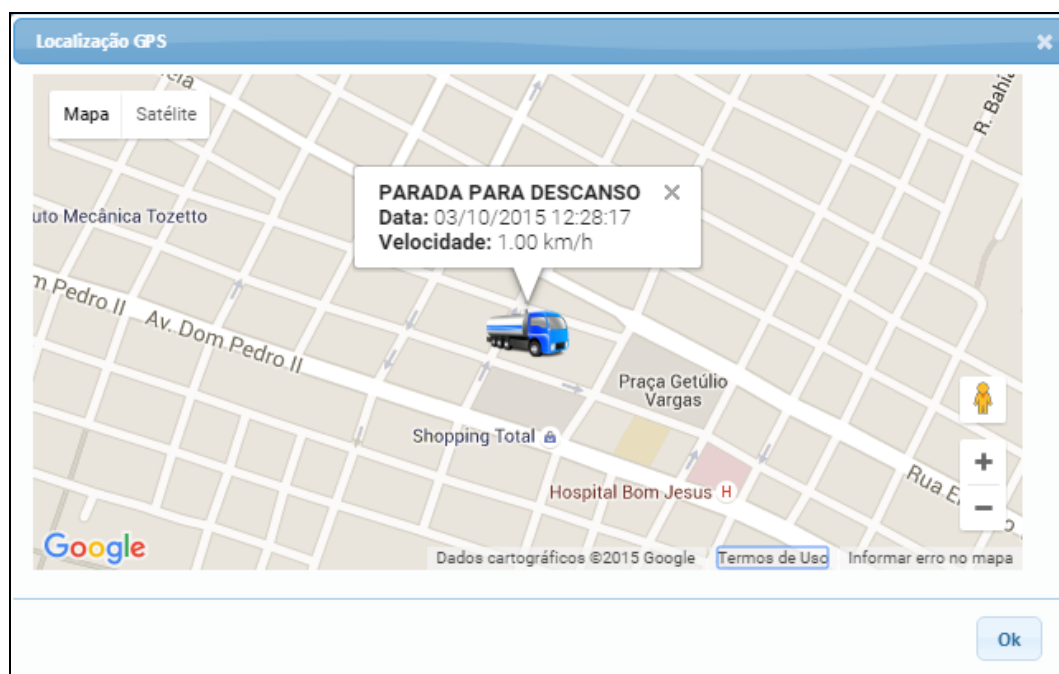 Localização GPS
Mapa Satélite
R. Bahia
PARADA PARA DESCANSO
Data: 03/10/2015 12:28:17
Velocidade: 1.00 km/h
uto Mecânica Tozetto
m Pedro II
Av. Dom Pedro II
Praça Getúlio
Vargas
Shopping Total
Hospital Bom Jesus H
Rua E
Google
Dados cartográficos ©2015 Google
Termos de Uso
Informar erro no mapa
Ok